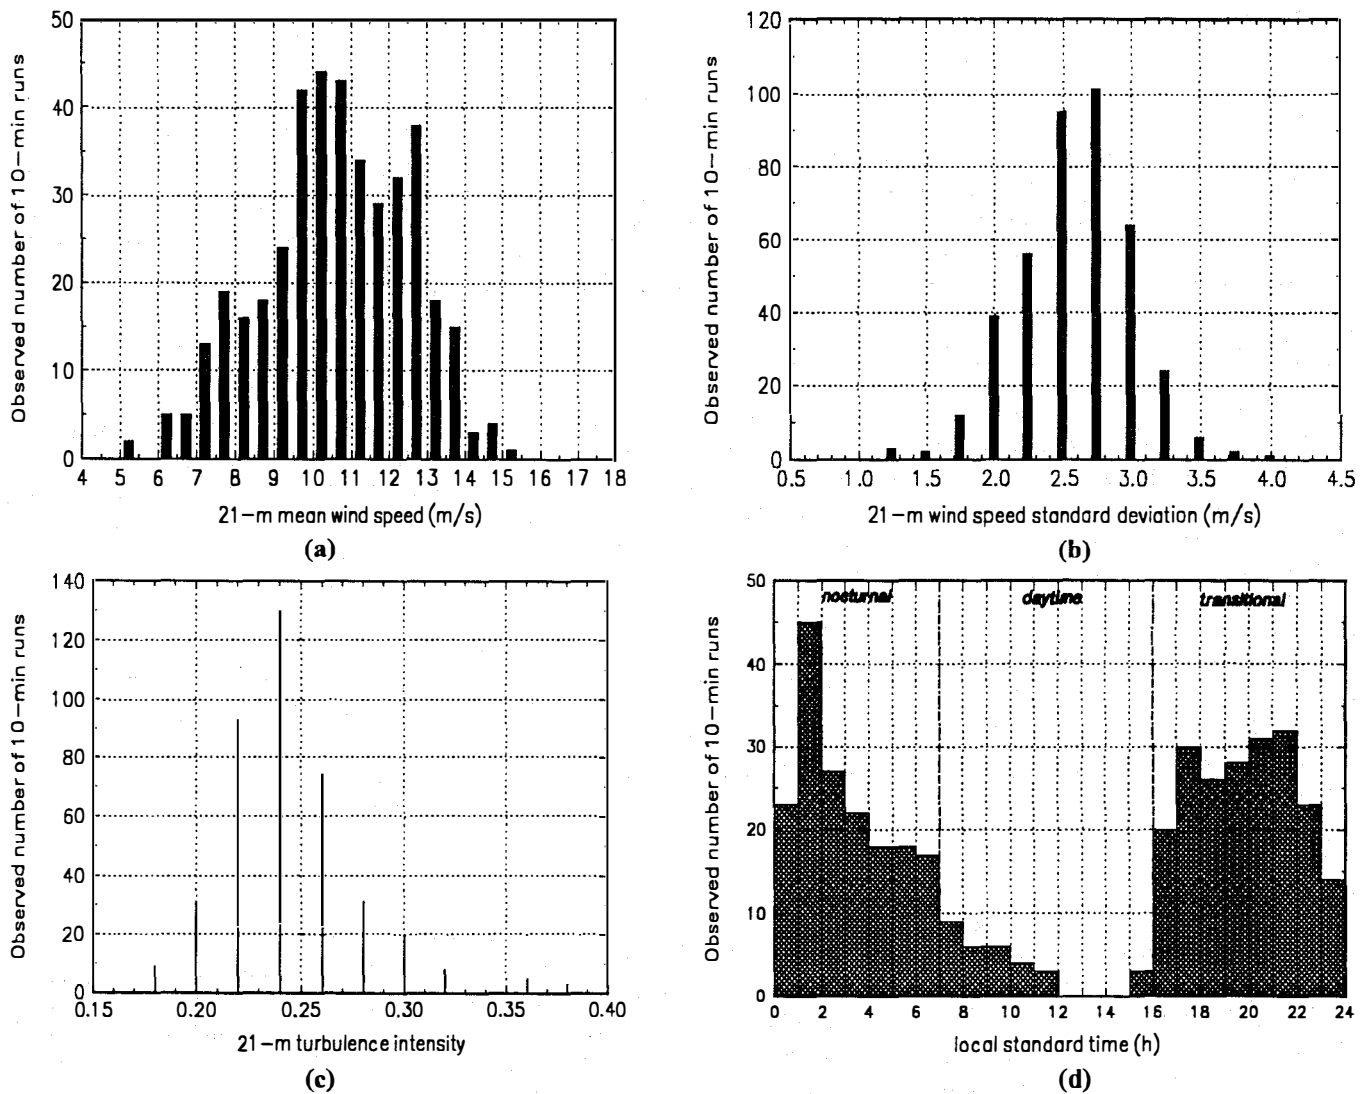 Observed number of 10-min runs
50
40
30
20
10
0
4 5 6 7 8 9 10 11 12 13 14 15 16 17 18
21-m mean wind speed (m/s)
(a)
Observed number of 10-min runs
120
100
80
60
40
20
0
0.5 1.0 1.5 2.0 2.5 3.0 3.5 4.0 4.5
21-m wind speed standard deviation (m/s)
(b)
Observed number of 10-min runs
140
120
100
80
60
40
20
0
0.15 0.20 0.25 0.30 0.35 0.40
21-m turbulence intensity
(c)
Observed number of 10-min runs
50
40
30
20
10
0
nocturnal daytime transitional
0 2 4 6 8 10 12 14 16 18 20 22 24
local standard time (h)
(d)